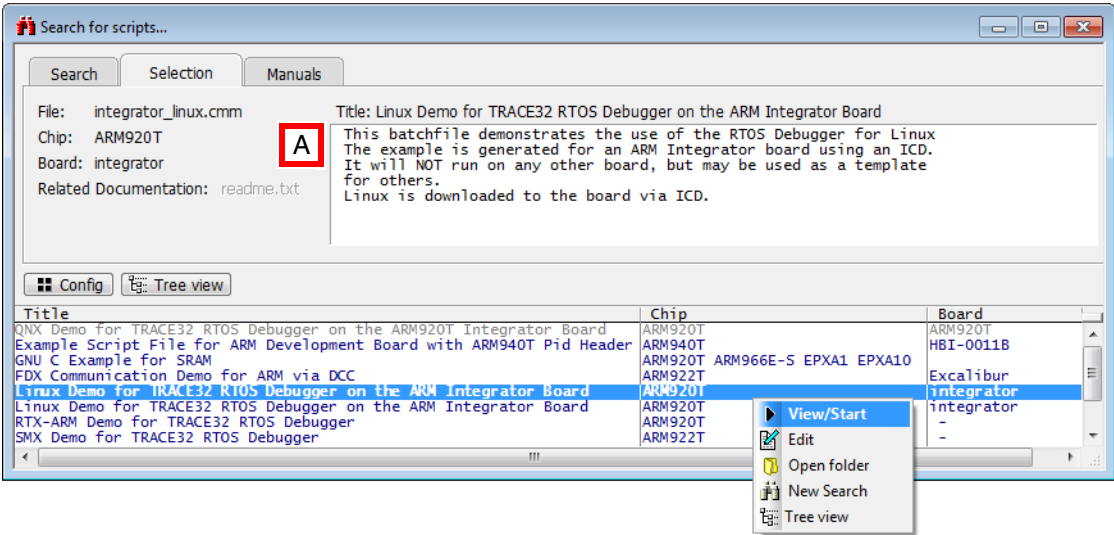 Search for scripts...
Search Selection Manuals
File: integrator_linux.cmm
Chip: ARM920T
Board: integrator
Related Documentation: readme.txt
A
Title: Linux Demo for TRACE32 RTOS Debugger on the ARM Integrator Board
This batchfile demonstrates the use of the RTOS Debugger for Linux
The example is generated for an ARM Integrator board using an ICD.
It will NOT run on any other board, but may be used as a template
for others.
Linux is downloaded to the board via ICD.
Config Tree view
Title Chip Board
QNX Demo for TRACE32 RTOS Debugger on the ARM920T Integrator Board ARM920T ARM920T
Example Script File for ARM Development Board with ARM940T Pid Header ARM940T HBI-0011B
GNU C Example for SRAM ARM920T ARM966E-S EPXA1 EPXA10
FDX Communication Demo for ARM via DCC ARM922T Excalibur
Linux Demo for TRACE32 RTOS Debugger on the ARM Integrator Board ARM920T integrator
Linux Demo for TRACE32 RTOS Debugger on the ARM Integrator Board ARM920T integrator
RTX-ARM Demo for TRACE32 RTOS Debugger ARM920T -
SMX Demo for TRACE32 RTOS Debugger ARM922T -
View/Start
Edit
Open folder
New Search
Tree view